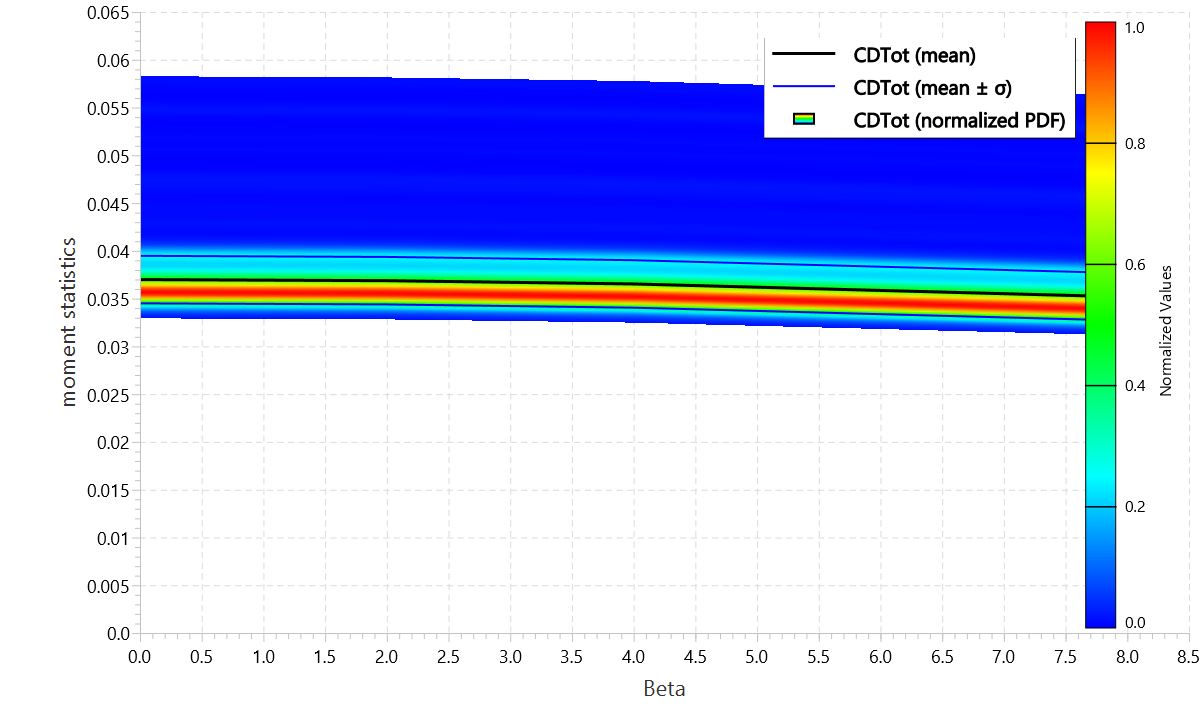 0.065
0.06
0.055
0.05
0.045
0.04
0.035
0.03
0.025
0.02
0.015
0.01
0.005
0.0
moment statistics
0.0 0.5 1.0 1.5 2.0 2.5 3.0 3.5 4.0 4.5 5.0 5.5 6.0 6.5 7.0 7.5 8.0 8.5
Beta
CDTot (mean)
CDTot (mean ± σ)
CDTot (normalized PDF)
1.0
0.8
0.6
0.4
0.2
0.0
Normalized Values